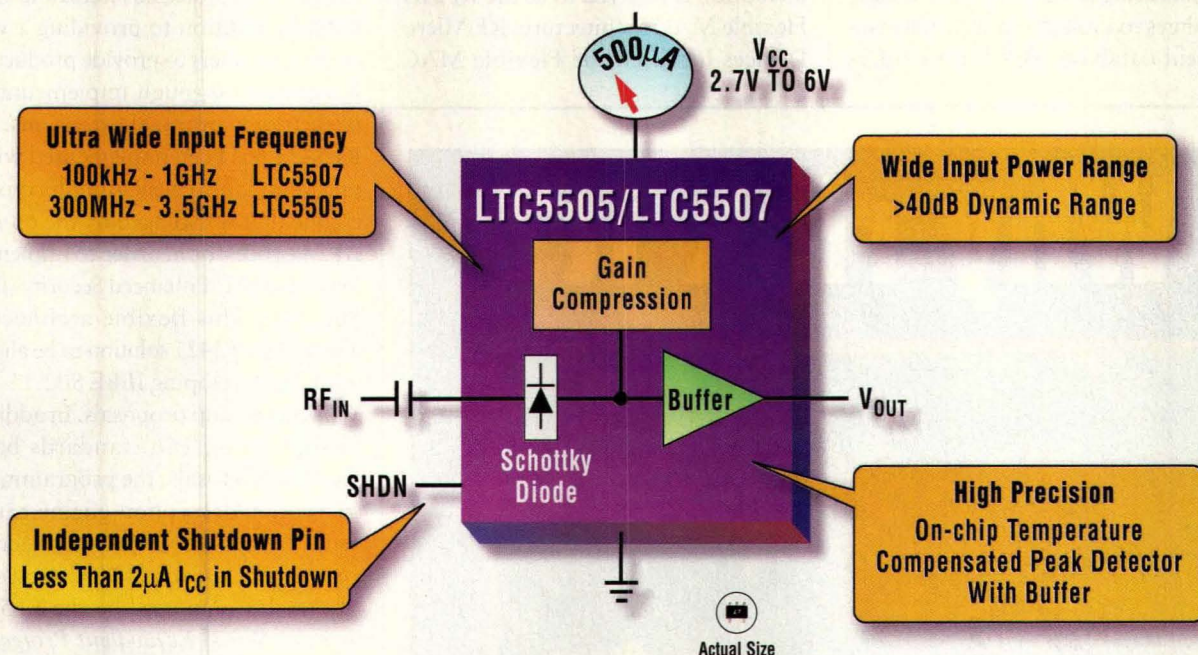 500µA
VCC
2.7V TO 6V
Ultra Wide Input Frequency
100kHz - 1GHz LTC5507
300MHz - 3.5GHz LTC5505
Wide Input Power Range
>40dB Dynamic Range
LTC5505/LTC5507
Gain
Compression
RFIN
Buffer
VOUT
Schottky
Diode
SHDN
Independent Shutdown Pin
Less Than 2µA ICC in Shutdown
High Precision
On-chip Temperature
Compensated Peak Detector
With Buffer
Actual Size